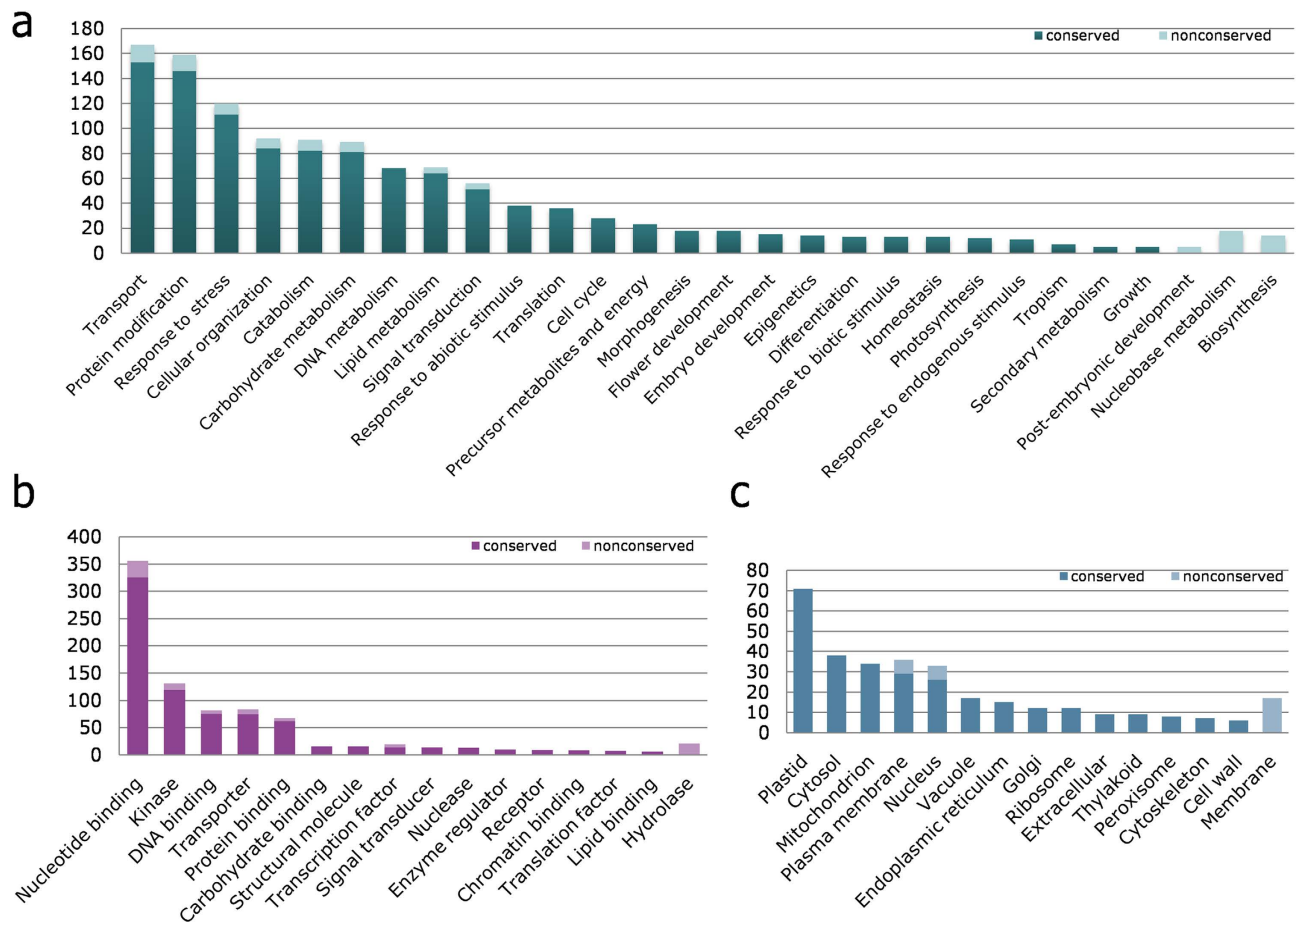 a
180
160
140
120
100
80
60
40
20
0
conserved nonconserved
Transport
Protein modification
Response to stress
Cellular organization
Catabolism
Carbohydrate metabolism
DNA metabolism
Lipid metabolism
Signal transduction
Response to abiotic stimulus
Translation
Cell cycle
Precursor metabolites and energy
Morphogenesis
Flower development
Embryo development
Epigenetics
Differentiation
Response to biotic stimulus
Homeostasis
Photosynthesis
Response to endogenous stimulus
Tropism
Secondary metabolism
Growth
Post-embryonic development
Nucleobase metabolism
Biosynthesis
b
400
350
300
250
200
150
100
50
0
conserved nonconserved
Nucleotide binding
Kinase
DNA binding
Transporter
Protein binding
Carbohydrate binding
Structural molecule
Transcription factor
Signal transducer
Nuclease
Enzyme regulator
Receptor
Chromatin binding
Translation factor
Lipid binding
Hydrolase
c
80
70
60
50
40
30
20
10
0
conserved nonconserved
Plastid
Cytosol
Mitochondrion
Plasma membrane
Nucleus
Vacuole
Endoplasmic reticulum
Golgi
Ribosome
Extracellular
Thylakoid
Peroxisome
Cytoskeleton
Cell wall
Membrane